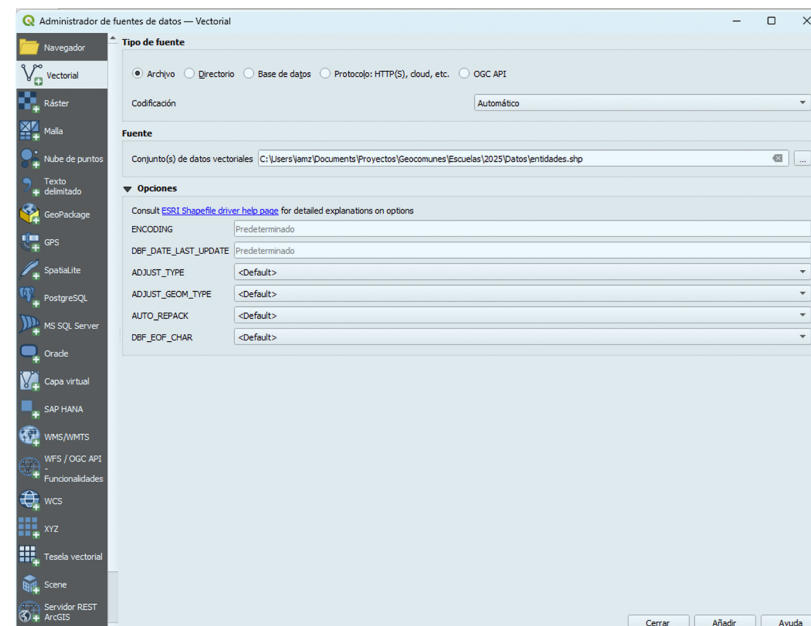 Administrador de fuentes de datos — Vectorial
Navegador
Vectorial
Ráster
Malla
Nube de puntos
Texto
delimitado
GeoPackage
GPS
SpatiaLite
PostgreSQL
MS SQL Server
Oracle
Capa virtual
SAP HANA
WMS/WMTS
WFS / OGC API
-
Funcionalidades
WCS
XYZ
Tesela vectorial
Scene
Servidor REST
ArcGIS
Tipo de fuente
Archivo Directorio Base de datos Protocolo: HTTP(S), cloud, etc. OGC API
Codificación Automático
Fuente
Conjunto(s) de datos vectoriales C:\Users\iamz\Documents\Proyectos\Geocomunes\Escuelas\2025\Datos\entidades.shp ...
Opciones
Consult ESRI Shapefile driver help page for detailed explanations on options
ENCODING Predeterminado
DBF_DATE_LAST_UPDATE Predeterminado
ADJUST_TYPE <Default>
ADJUST_GEOM_TYPE <Default>
AUTO_REPACK <Default>
DBF_EOF_CHAR <Default>
Cerrar Añadir Ayuda